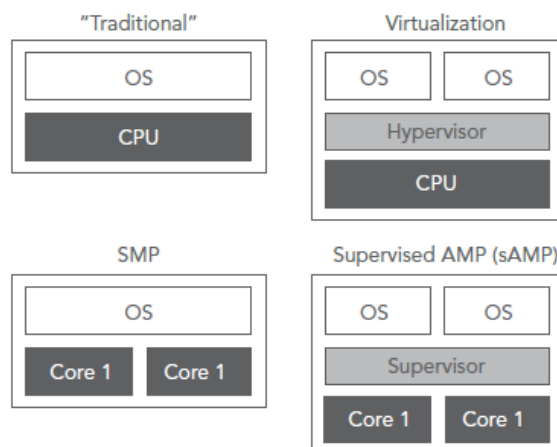 "Traditional"
OS
CPU
Virtualization
OS OS
Hypervisor
CPU
SMP
OS
Core 1 Core 1
Supervised AMP (sAMP)
OS OS
Supervisor
Core 1 Core 1